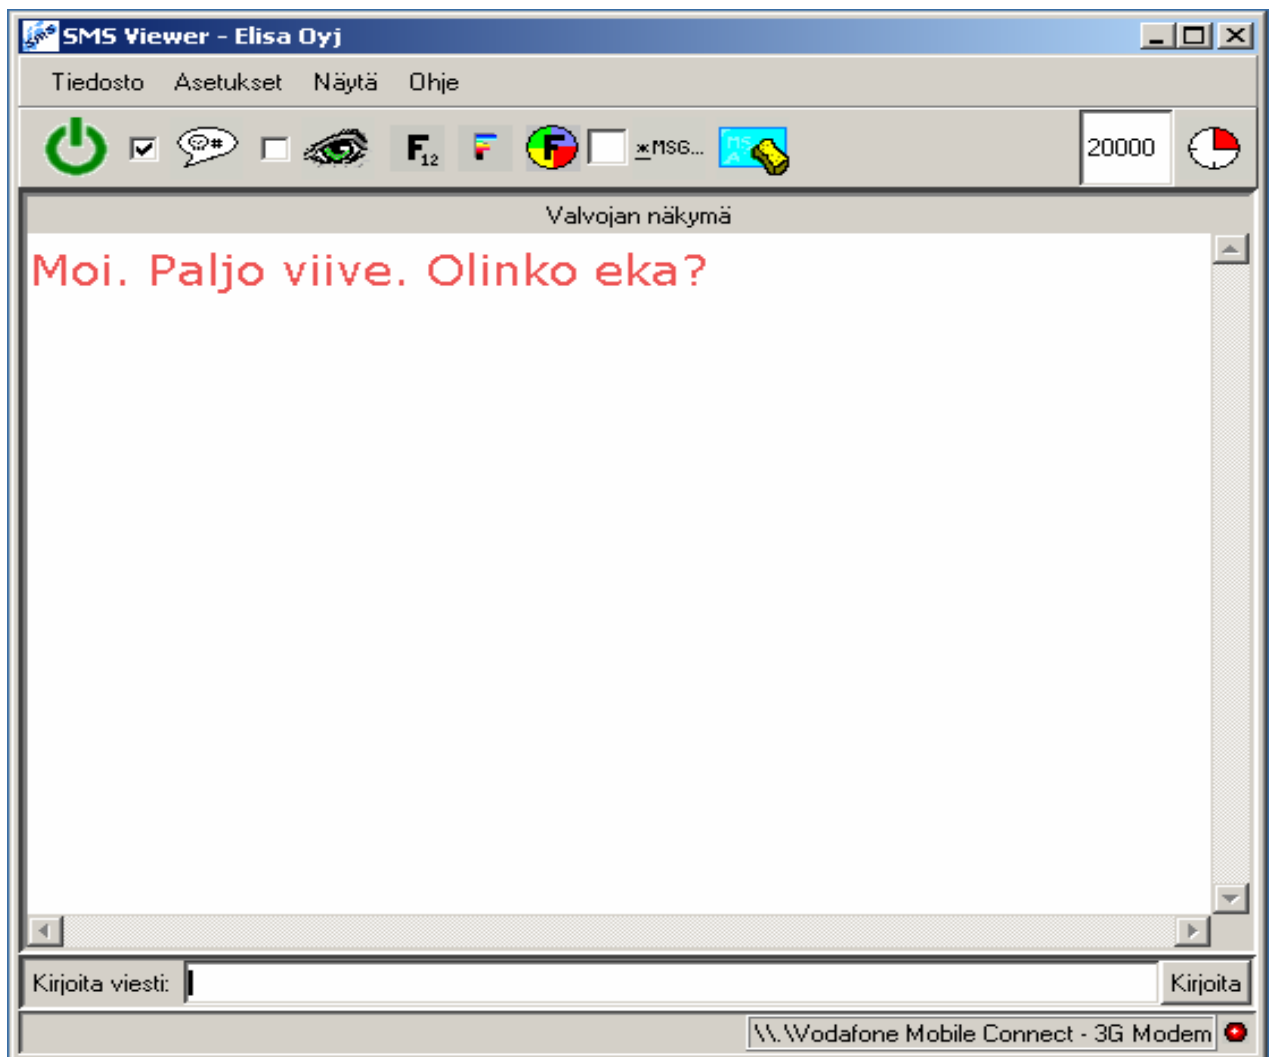 SMS Viewer - Elisa Oyj
Tiedosto Asetukset Näytä Ohje
F12 F F *MSG... 20000
Valvojan näkymä
Moi. Paljo viive. Olinko eka?
Kirjoita viesti: Kirjoita
\\.\Vodafone Mobile Connect - 3G Modem